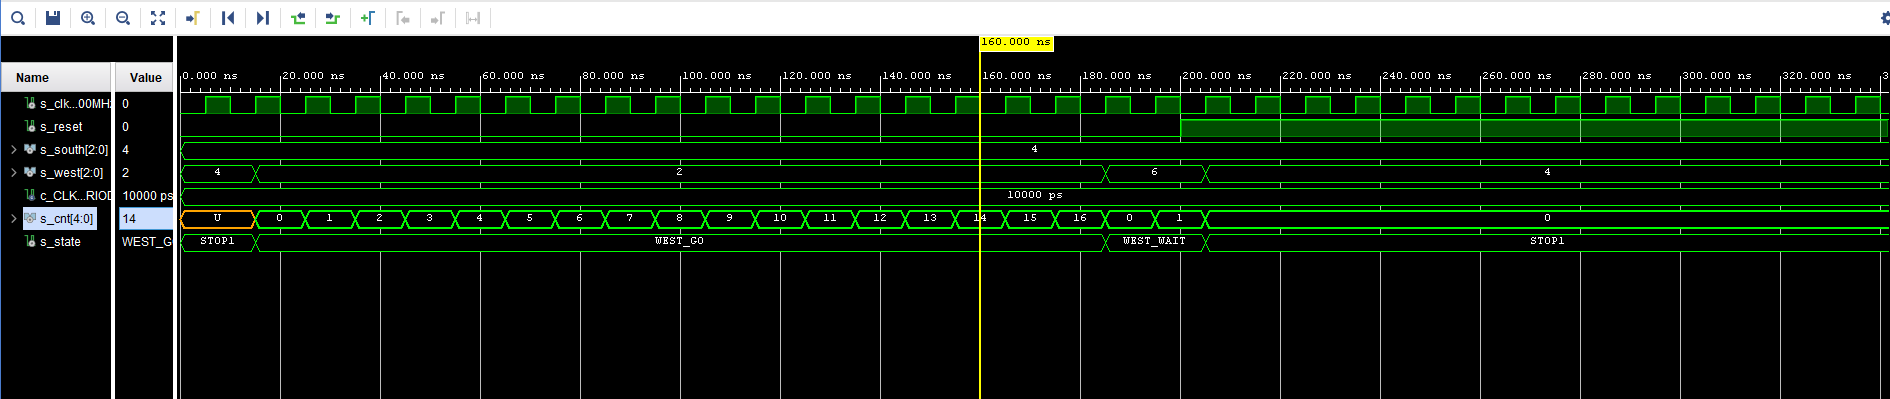 160.000 ns
Name Value
0.000 ns 20.000 ns 40.000 ns 60.000 ns 80.000 ns 100.000 ns 120.000 ns 140.000 ns 160.000 ns 180.000 ns 200.000 ns 220.000 ns 240.000 ns 260.000 ns 280.000 ns 300.000 ns 320.000 ns
s_clk...00MHz 0
s_reset 0
s_south[2:0] 4 4
s_west[2:0] 2 4 2 6 4
c_CLK...RIOD 10000 ps 10000 ps
s_cnt[4:0] 14 U 0 1 2 3 4 5 6 7 8 9 10 11 12 13 14 15 16 0 1 0
s_state WEST_G STOP1 WEST_GO WEST_WAIT STOP1